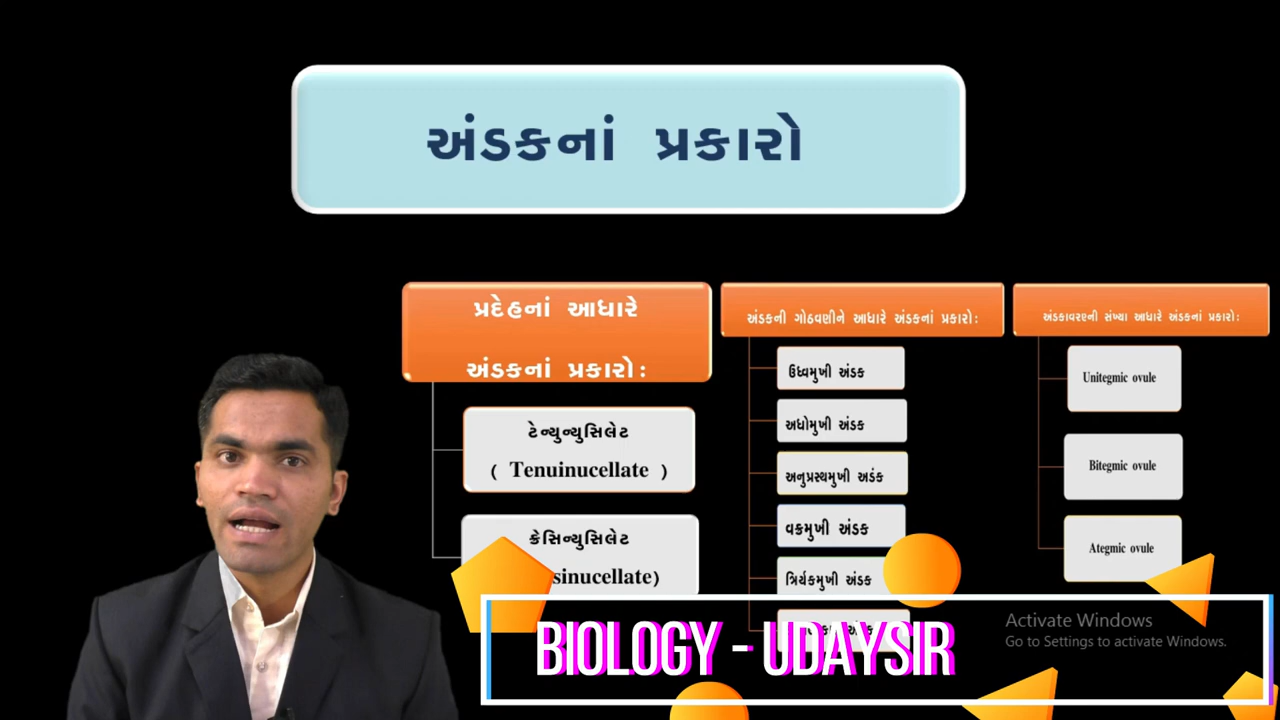 અંડકનાં પ્રકારો
પ્રદેહનાં આધારે
અંડકનાં પ્રકારો:
ટેન્યુન્યુસિલેટ
( Tenuinucellate )
ક્રેસિન્યુસિલેટ
sinucellate)
અંડકની ગોઠવણીને આધારે અંડકનાં પ્રકારો:
ઉધ્વમુખી અંડક
અધોમુખી અંડક
અનુપ્રસ્થમુખી અડંક
વક્રમુખી અંડક
ત્રિર્યકમુખી અંડક
અંડકાવરણની સંખ્યા આધારે અંડકનાં પ્રકારો:
Unitegmic ovule
Bitegmic ovule
Ategmic ovule
BIOLOGY - UDAYSIR
Activate Windows
Go to Settings to activate Windows.